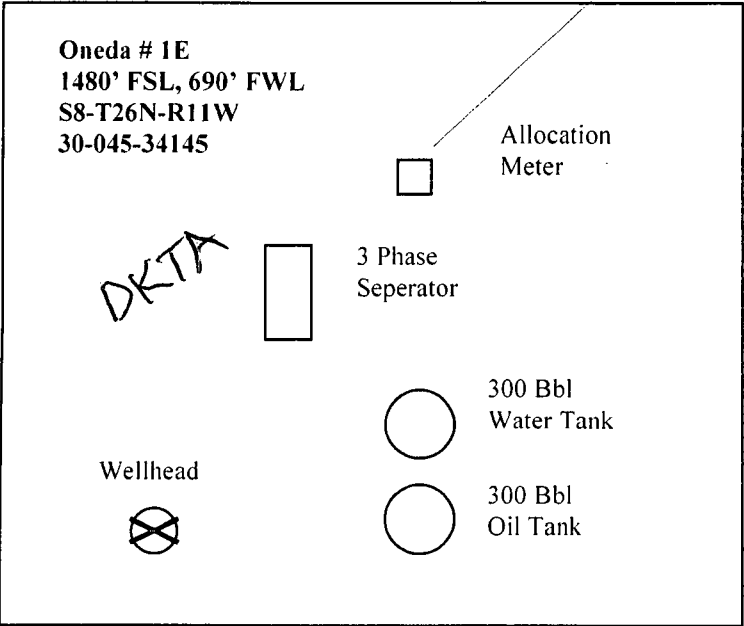 Oneda # 1E
1480' FSL, 690' FWL
S8-T26N-R11W
30-045-34145
Allocation
Meter
DKTA
3 Phase
Seperator
300 Bbl
Water Tank
Wellhead
300 Bbl
Oil Tank